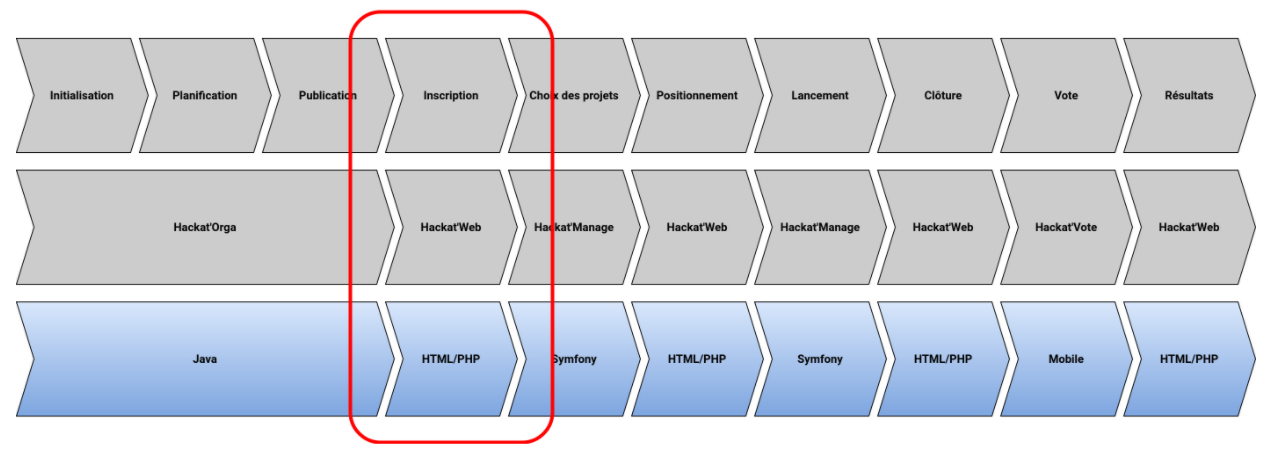 Initialisation
Planification
Publication
Inscription
Choix des projets
Positionnement
Lancement
Clôture
Vote
Résultats
Hackat'Orga
Hackat'Web
Hackat'Manage
Hackat'Web
Hackat'Manage
Hackat'Web
Hackat'Vote
Hackat'Web
Java
HTML/PHP
Symfony
HTML/PHP
Symfony
HTML/PHP
Mobile
HTML/PHP